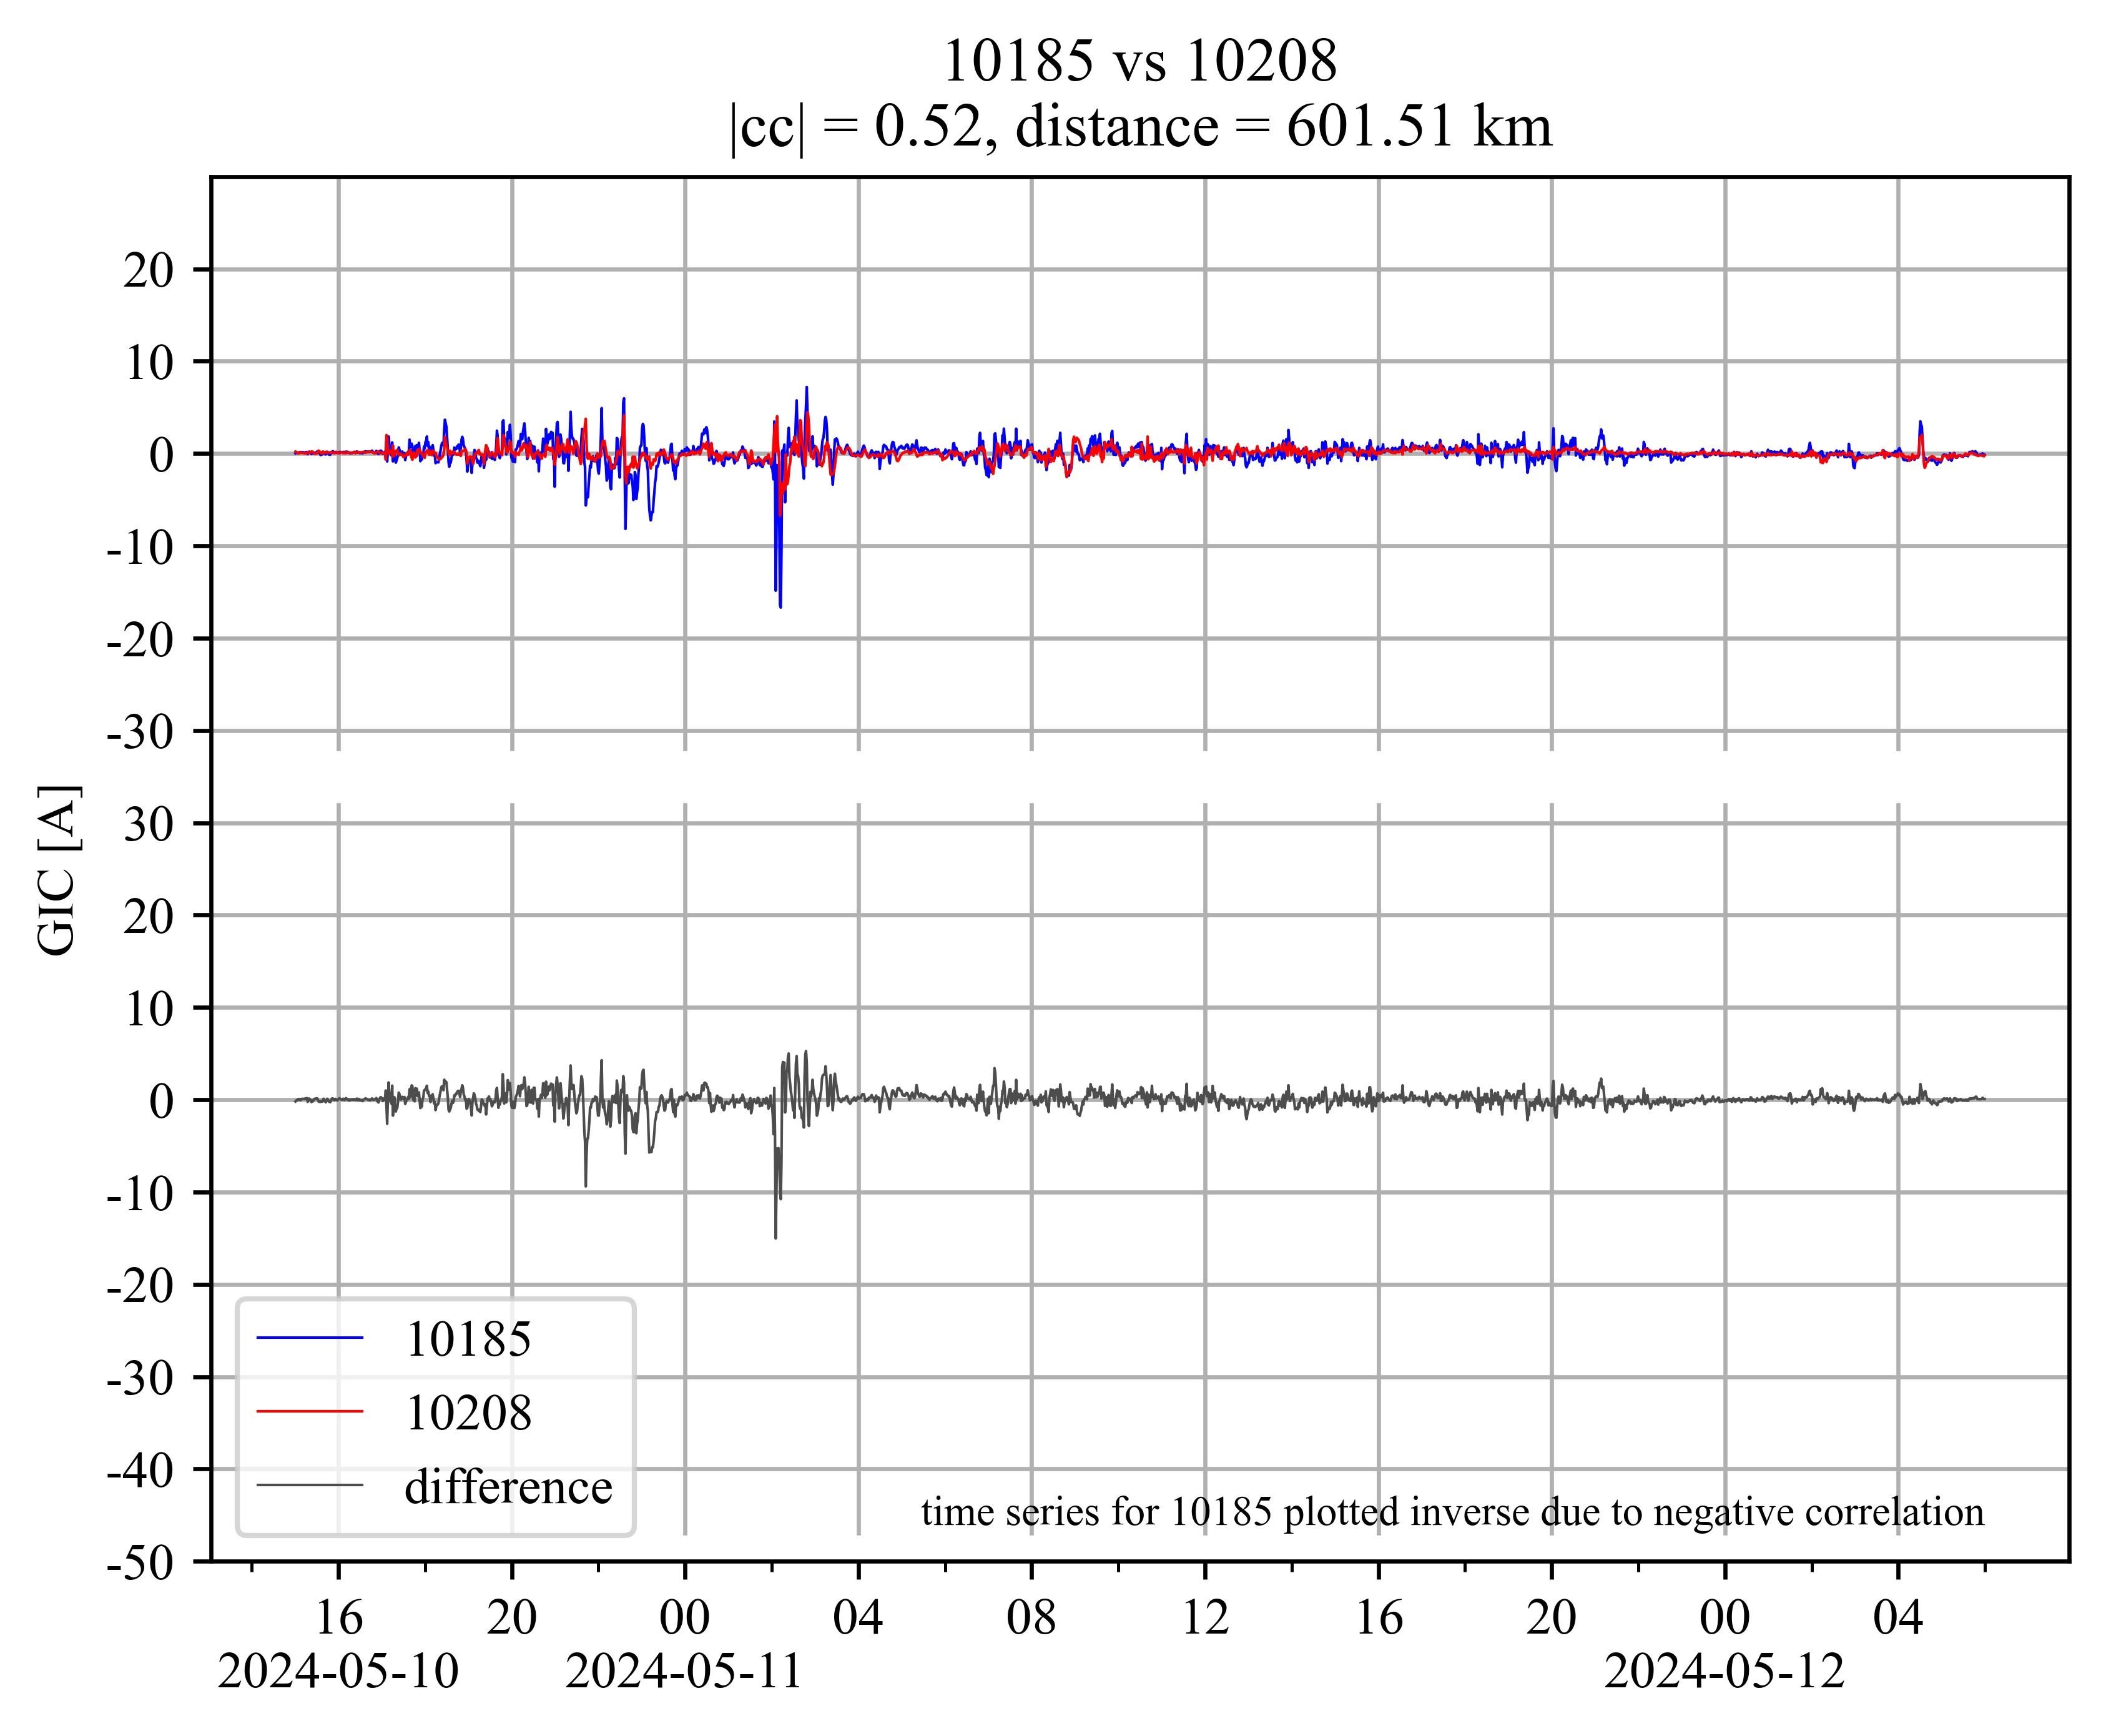 10185 vs 10208
|cc| = 0.52, distance = 601.51 km
GIC [A]
20
10
0
-10
-20
-30
30
20
10
0
-10
-20
-30
-40
-50
10185
10208
difference
time series for 10185 plotted inverse due to negative correlation
16 20 00 04 08 12 16 20 00 04
2024-05-10 2024-05-11 2024-05-12